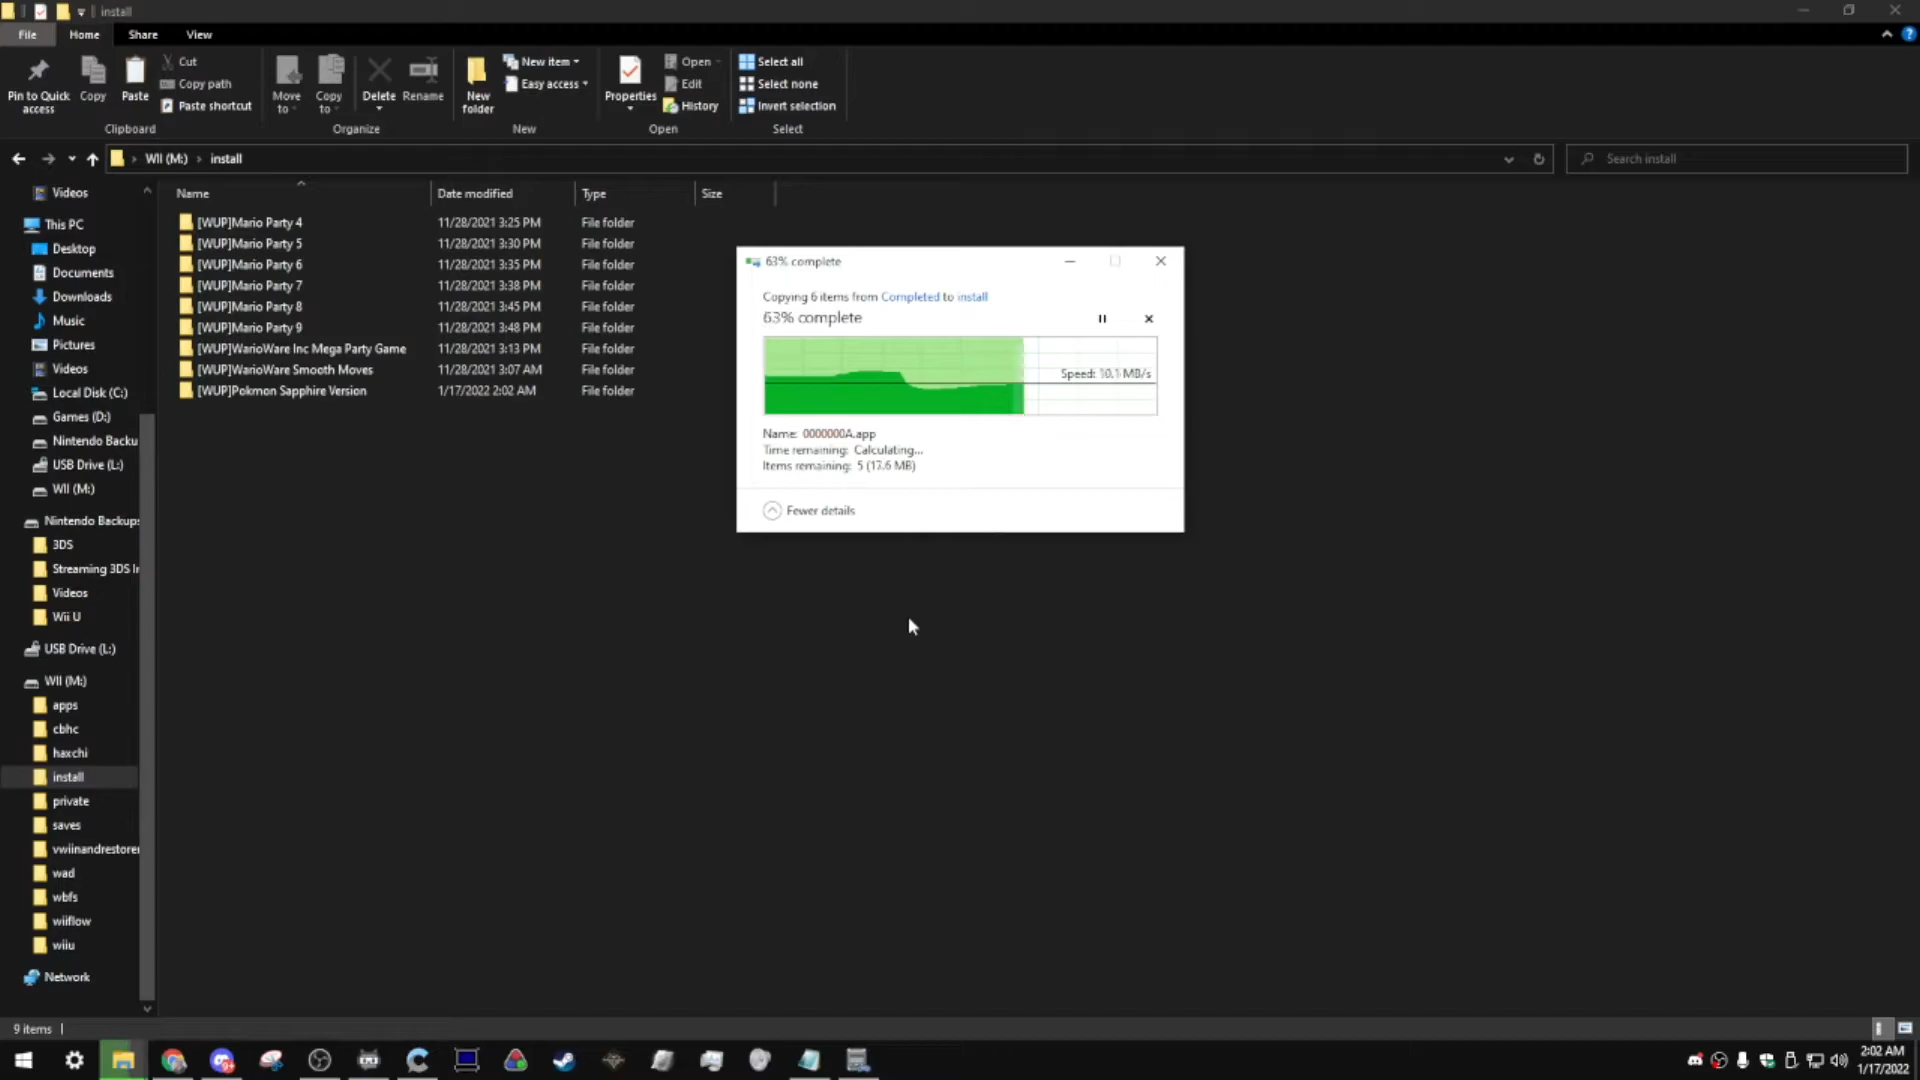 install
File Home Share View
Pin to Quick access
Copy
Paste
Cut
Copy path
Paste shortcut
Clipboard
Move to
Copy to
Delete
Rename
Organize
New folder
New item
Easy access
New
Properties
Open
Edit
History
Open
Select all
Select none
Invert selection
Select
WII (M:) › install
Search install
Name Date modified Type Size
[WUP]Mario Party 4 11/28/2021 3:25 PM File folder
[WUP]Mario Party 5 11/28/2021 3:30 PM File folder
[WUP]Mario Party 6 11/28/2021 3:35 PM File folder
[WUP]Mario Party 7 11/28/2021 3:38 PM File folder
[WUP]Mario Party 8 11/28/2021 3:45 PM File folder
[WUP]Mario Party 9 11/28/2021 3:48 PM File folder
[WUP]WarioWare Inc Mega Party Game 11/28/2021 3:13 PM File folder
[WUP]WarioWare Smooth Moves 11/28/2021 3:07 AM File folder
[WUP]Pokmon Sapphire Version 1/17/2022 2:02 AM File folder
Videos
This PC
Desktop
Documents
Downloads
Music
Pictures
Videos
Local Disk (C:)
Games (D:)
Nintendo Backu
USB Drive (L:)
WII (M:)
Nintendo Backups
3DS
Streaming 3DS In
Videos
Wii U
USB Drive (L:)
WII (M:)
apps
cbhc
haxchi
install
private
saves
vwiinandrestorer
wad
wbfs
wiiflow
wiiu
Network
63% complete
Copying 6 items from Completed to install
63% complete
Speed: 10.1 MB/s
Name: 0000000A.app
Time remaining: Calculating...
Items remaining: 5 (17.6 MB)
Fewer details
9 items
2:02 AM
1/17/2022